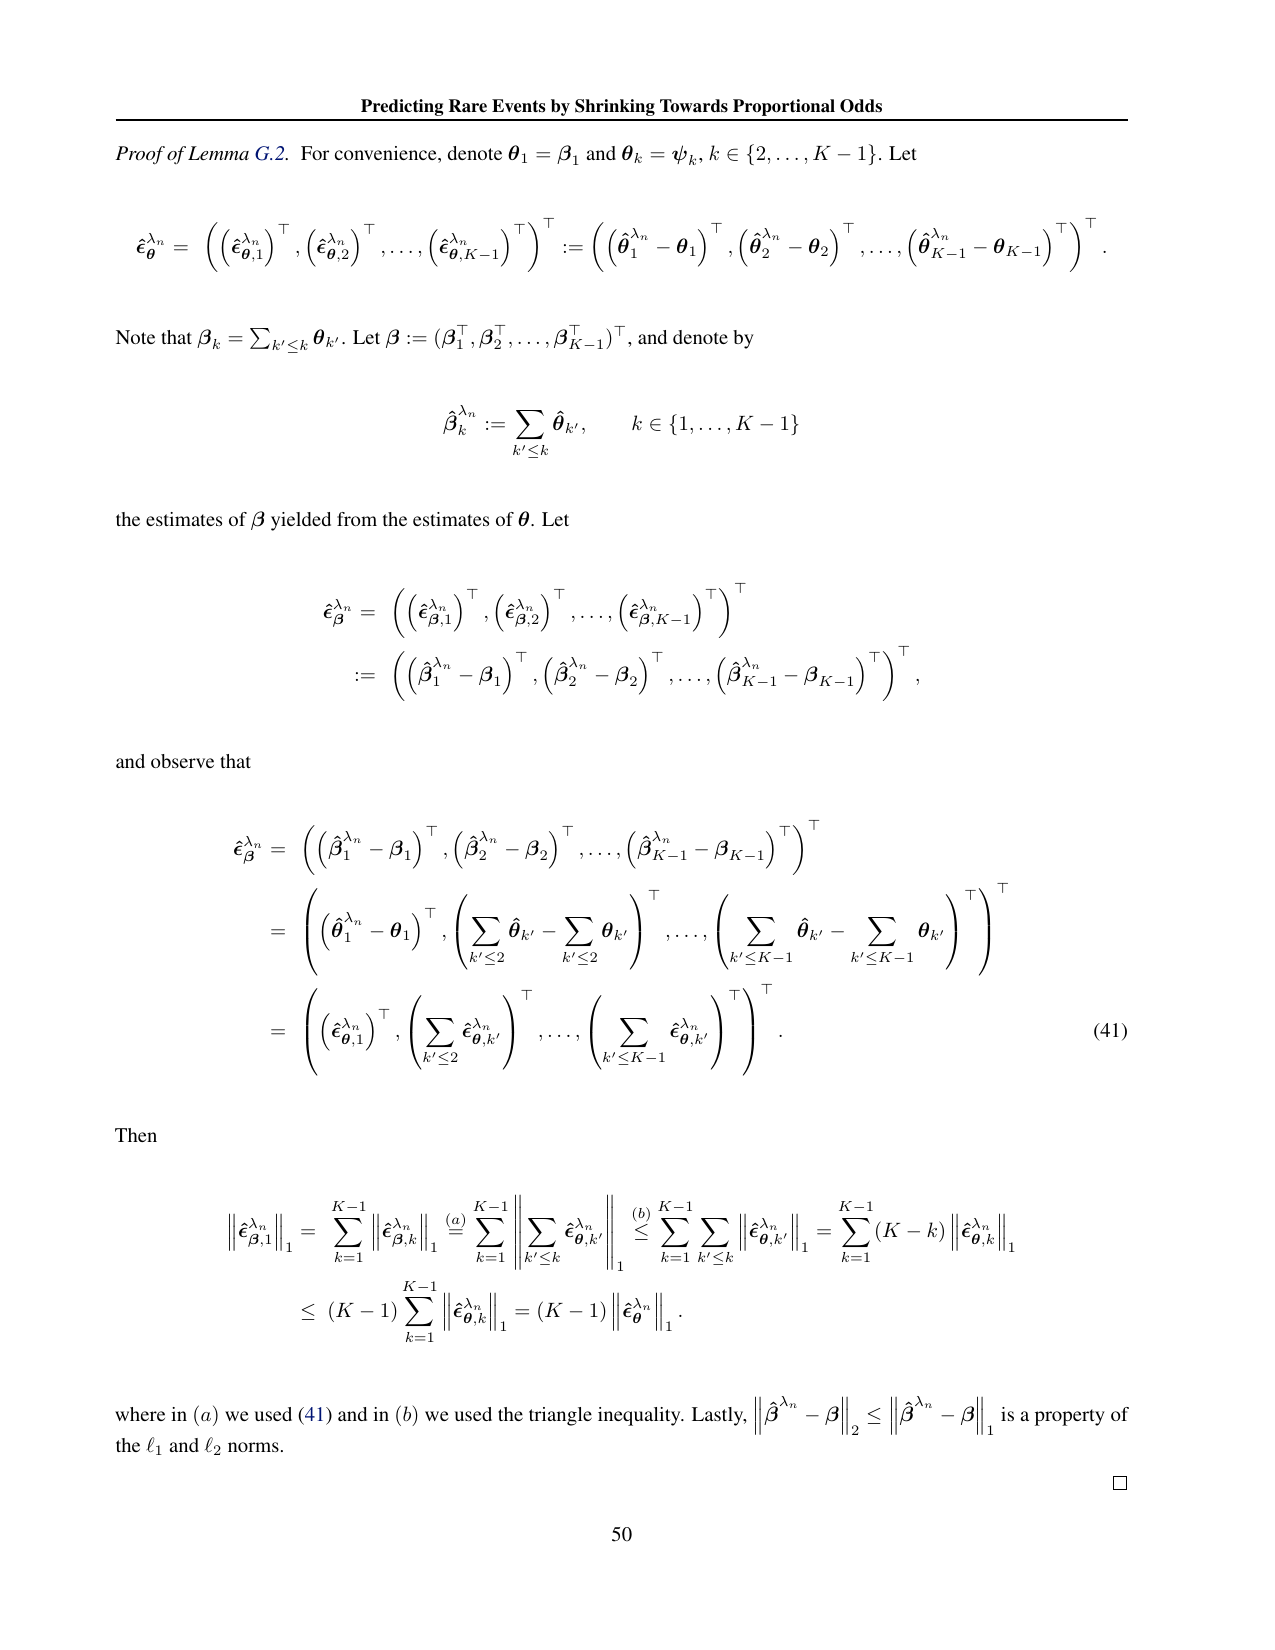 Predicting Rare Events by Shrinking Towards Proportional Odds
Proof of Lemma G.2. For convenience, denote θ₁ = β₁ and θₖ = ψₖ, k ∈ {2, . . . , K − 1}. Let
$\hat{\boldsymbol{\epsilon}}_{\boldsymbol{\theta}}^{\lambda_n} = \left( \left( \hat{\boldsymbol{\epsilon}}_{\boldsymbol{\theta},1}^{\lambda_n} \right)^\top, \left( \hat{\boldsymbol{\epsilon}}_{\boldsymbol{\theta},2}^{\lambda_n} \right)^\top, \ldots, \left( \hat{\boldsymbol{\epsilon}}_{\boldsymbol{\theta},K-1}^{\lambda_n} \right)^\top \right)^\top := \left( \left( \hat{\boldsymbol{\theta}}_1^{\lambda_n} - \boldsymbol{\theta}_1 \right)^\top, \left( \hat{\boldsymbol{\theta}}_2^{\lambda_n} - \boldsymbol{\theta}_2 \right)^\top, \ldots, \left( \hat{\boldsymbol{\theta}}_{K-1}^{\lambda_n} - \boldsymbol{\theta}_{K-1} \right)^\top \right)^\top.$
Note that $\boldsymbol{\beta}_k = \sum_{k' \leq k} \boldsymbol{\theta}_{k'}$. Let $\boldsymbol{\beta} := (\boldsymbol{\beta}_1^\top, \boldsymbol{\beta}_2^\top, \ldots, \boldsymbol{\beta}_{K-1}^\top)^\top$, and denote by
$\hat{\boldsymbol{\beta}}_k^{\lambda_n} := \sum_{k' \leq k} \hat{\boldsymbol{\theta}}_{k'}, \qquad k \in \{1, \ldots, K-1\}$
the estimates of β yielded from the estimates of θ. Let
$\hat{\boldsymbol{\epsilon}}_{\boldsymbol{\beta}}^{\lambda_n} = \left( \left( \hat{\boldsymbol{\epsilon}}_{\boldsymbol{\beta},1}^{\lambda_n} \right)^\top, \left( \hat{\boldsymbol{\epsilon}}_{\boldsymbol{\beta},2}^{\lambda_n} \right)^\top, \ldots, \left( \hat{\boldsymbol{\epsilon}}_{\boldsymbol{\beta},K-1}^{\lambda_n} \right)^\top \right)^\top$
$:= \left( \left( \hat{\boldsymbol{\beta}}_1^{\lambda_n} - \boldsymbol{\beta}_1 \right)^\top, \left( \hat{\boldsymbol{\beta}}_2^{\lambda_n} - \boldsymbol{\beta}_2 \right)^\top, \ldots, \left( \hat{\boldsymbol{\beta}}_{K-1}^{\lambda_n} - \boldsymbol{\beta}_{K-1} \right)^\top \right)^\top,$
and observe that
$\hat{\boldsymbol{\epsilon}}_{\boldsymbol{\beta}}^{\lambda_n} = \left( \left( \hat{\boldsymbol{\beta}}_1^{\lambda_n} - \boldsymbol{\beta}_1 \right)^\top, \left( \hat{\boldsymbol{\beta}}_2^{\lambda_n} - \boldsymbol{\beta}_2 \right)^\top, \ldots, \left( \hat{\boldsymbol{\beta}}_{K-1}^{\lambda_n} - \boldsymbol{\beta}_{K-1} \right)^\top \right)^\top$
$= \left( \left( \hat{\boldsymbol{\theta}}_1^{\lambda_n} - \boldsymbol{\theta}_1 \right)^\top, \left( \sum_{k' \leq 2} \hat{\boldsymbol{\theta}}_{k'} - \sum_{k' \leq 2} \boldsymbol{\theta}_{k'} \right)^\top, \ldots, \left( \sum_{k' \leq K-1} \hat{\boldsymbol{\theta}}_{k'} - \sum_{k' \leq K-1} \boldsymbol{\theta}_{k'} \right)^\top \right)^\top$
$= \left( \left( \hat{\boldsymbol{\epsilon}}_{\boldsymbol{\theta},1}^{\lambda_n} \right)^\top, \left( \sum_{k' \leq 2} \hat{\boldsymbol{\epsilon}}_{\boldsymbol{\theta},k'}^{\lambda_n} \right)^\top, \ldots, \left( \sum_{k' \leq K-1} \hat{\boldsymbol{\epsilon}}_{\boldsymbol{\theta},k'}^{\lambda_n} \right)^\top \right)^\top.$ (41)
Then
$\left\| \hat{\boldsymbol{\epsilon}}_{\boldsymbol{\beta},1}^{\lambda_n} \right\|_1 = \sum_{k=1}^{K-1} \left\| \hat{\boldsymbol{\epsilon}}_{\boldsymbol{\beta},k}^{\lambda_n} \right\|_1 \overset{(a)}{=} \sum_{k=1}^{K-1} \left\| \sum_{k' \leq k} \hat{\boldsymbol{\epsilon}}_{\boldsymbol{\theta},k'}^{\lambda_n} \right\|_1 \overset{(b)}{\leq} \sum_{k=1}^{K-1} \sum_{k' \leq k} \left\| \hat{\boldsymbol{\epsilon}}_{\boldsymbol{\theta},k'}^{\lambda_n} \right\|_1 = \sum_{k=1}^{K-1} (K-k) \left\| \hat{\boldsymbol{\epsilon}}_{\boldsymbol{\theta},k}^{\lambda_n} \right\|_1$
$\leq (K-1) \sum_{k=1}^{K-1} \left\| \hat{\boldsymbol{\epsilon}}_{\boldsymbol{\theta},k}^{\lambda_n} \right\|_1 = (K-1) \left\| \hat{\boldsymbol{\epsilon}}_{\boldsymbol{\theta}}^{\lambda_n} \right\|_1.$
where in (a) we used (41) and in (b) we used the triangle inequality. Lastly, $\left\| \hat{\boldsymbol{\beta}}^{\lambda_n} - \boldsymbol{\beta} \right\|_2 \leq \left\| \hat{\boldsymbol{\beta}}^{\lambda_n} - \boldsymbol{\beta} \right\|_1$ is a property of
the ℓ₁ and ℓ₂ norms.
□
50